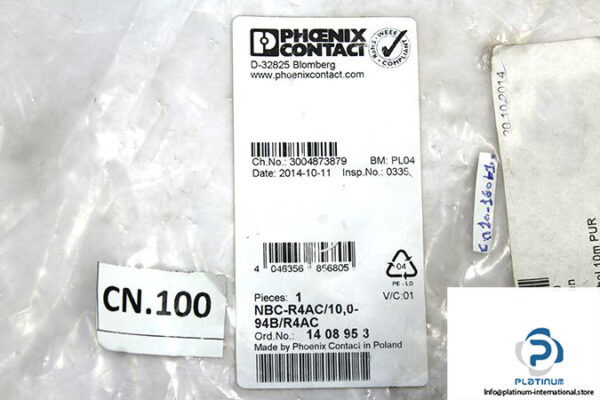 PHŒNIX
CONTACT
RoHS WEEE
COMPLIANT
D-32825 Blomberg
www.phoenixcontact.com
Ch.No.: 3004873879 BM: PL04
Date: 2014-10-11 Insp.No.: 0335
4 046356 856805
04
PE - LD
Pieces: 1
V/C:01
NBC-R4AC/10,0-
94B/R4AC
Ord.No.: 14 08 95 3
Made by Phoenix Contact in Poland
CN.100
20.10.2014
10m PUR
PLATINUM
Info@platinum-international.store